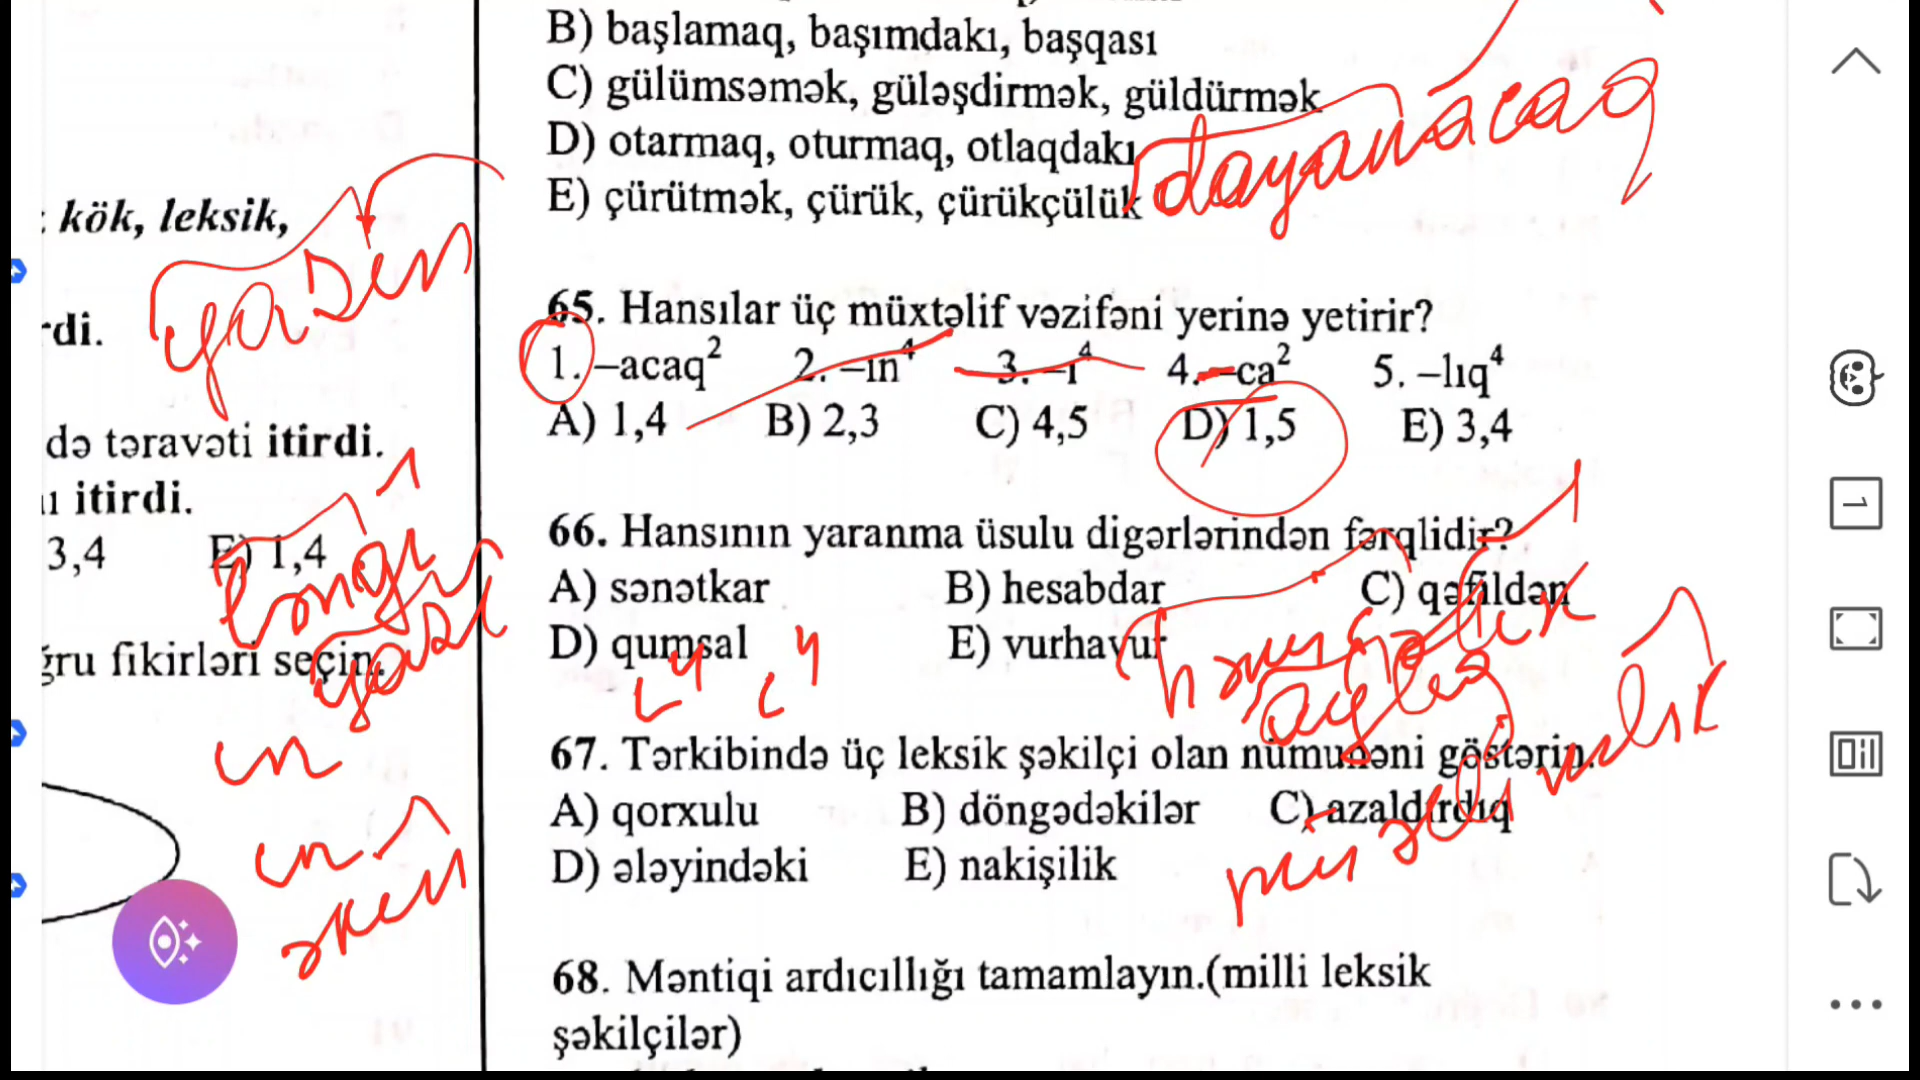 kök, leksik,
rdi.
də təravəti itirdi.
itirdi.
3,4 E) 1,4
ğru fikirləri seçin.
B) başlamaq, başımdakı, başqası
C) gülümsəmək, güləşdirmək, güldürmək
D) otarmaq, oturmaq, otlaqdakı
E) çürütmək, çürük, çürükçülük
dayanacaq
65. Hansılar üç müxtəlif vəzifəni yerinə yetirir?
1. –acaq² 2. –ın⁴ 3. –ı⁴ 4. –ca² 5. –lıq⁴
A) 1,4 B) 2,3 C) 4,5 D) 1,5 E) 3,4
66. Hansının yaranma üsulu digərlərindən fərqlidir?
A) sənətkar B) hesabdar C) qəfildən
D) qumsal E) vurhavur
67. Tərkibində üç leksik şəkilçi olan nümunəni göstərin.
A) qorxulu B) döngədəkilər C) azaldırdıq
D) ələyindəki E) nakişilik
68. Məntiqi ardıcıllığı tamamlayın.(milli leksik
şəkilçilər)